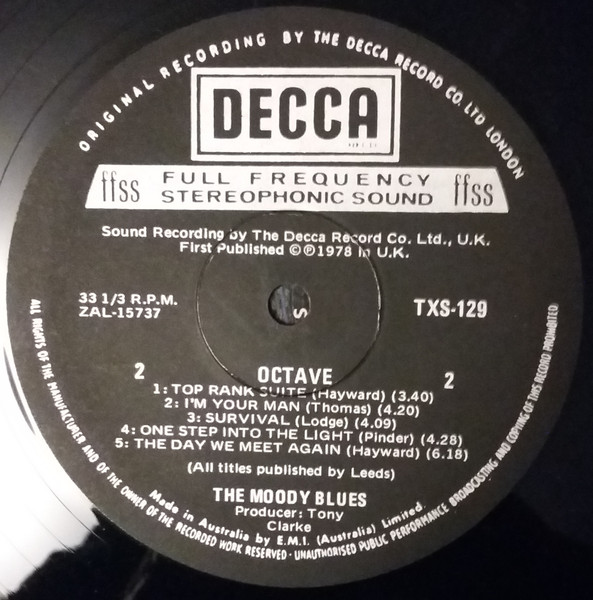 ORIGINAL RECORDING BY THE DECCA RECORD CO. LTD LONDON
DECCA
ffss FULL FREQUENCY STEREOPHONIC SOUND ffss
Sound Recording by The Decca Record Co. Ltd., U.K.
First Published ©℗1978 in U.K.
33 1/3 R.P.M.
ZAL-15737
TXS-129
S
2 OCTAVE 2
1: TOP RANK SUITE (Hayward) (3.40)
2: I'M YOUR MAN (Thomas) (4.20)
3: SURVIVAL (Lodge) (4.09)
4: ONE STEP INTO THE LIGHT (Pinder) (4.28)
5: THE DAY WE MEET AGAIN (Hayward) (6.18)
(All titles published by Leeds)
THE MOODY BLUES
Producer: Tony
Clarke
Made in Australia by E.M.I. (Australia) Limited.
ALL RIGHTS OF THE MANUFACTURER AND OF THE OWNER OF THE RECORDED WORK RESERVED · UNAUTHORISED PUBLIC PERFORMANCE BROADCASTING AND COPYING OF THIS RECORD PROHIBITED